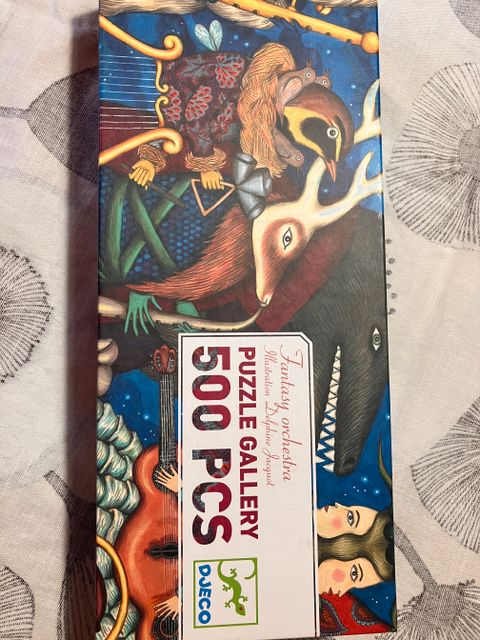 Fantasy orchestra
Illustration Delphine Jacquot
PUZZLE GALLERY
500 PCS
DJECO